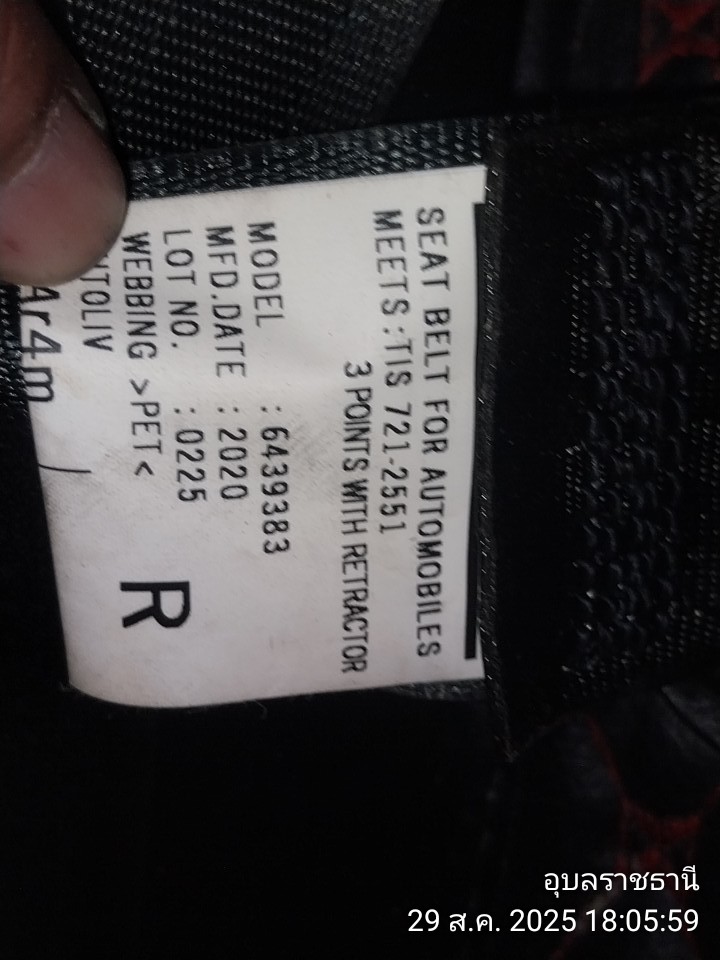 SEAT BELT FOR AUTOMOBILES
MEETS :TIS 721-2551
3 POINTS WITH RETRACTOR
MODEL : 6439383
MFD.DATE : 2020
LOT NO. : 0225
WEBBING >PET<
R
UTOLIV
Ar4m
อุบลราชธานี
29 ส.ค. 2025 18:05:59